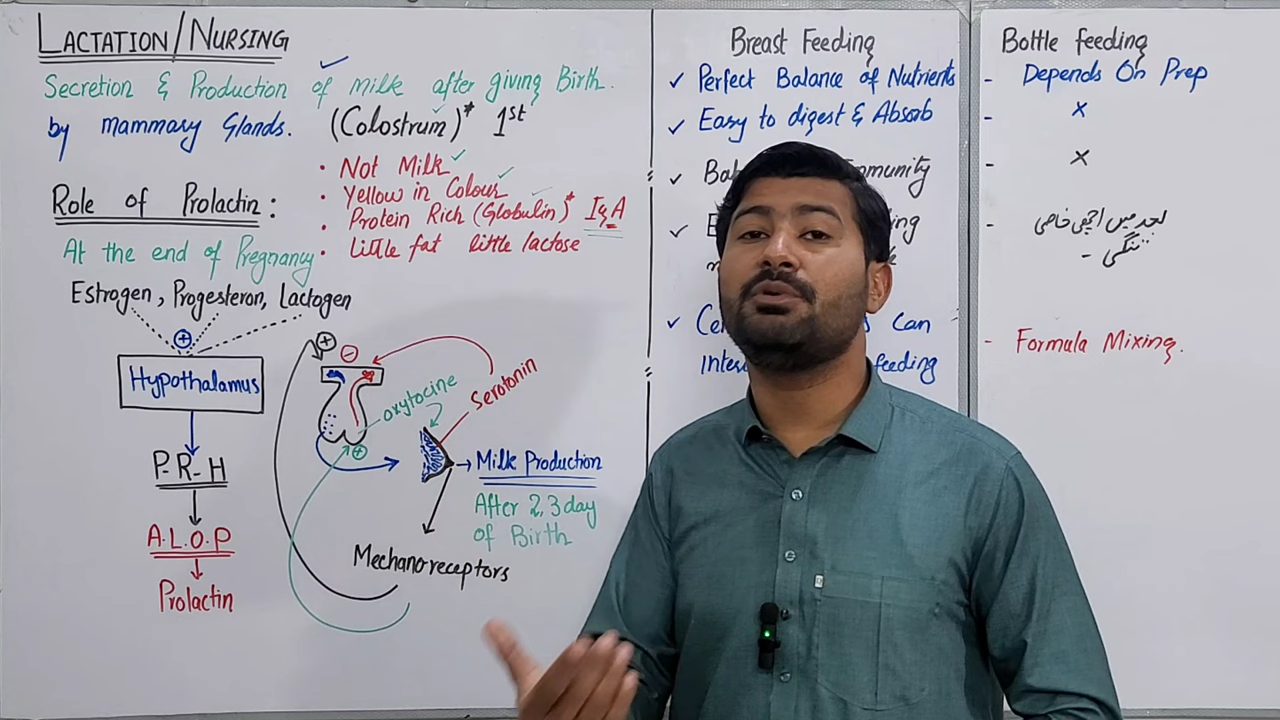 LACTATION/NURSING
Secretion & Production of milk after giving Birth.
by mammary Glands. (Colostrum)* 1st
• Not Milk
• Yellow in Colour
• Protein Rich (Globulin)* IgA
• little fat little lactose
Role of Prolactin:
At the end of Pregnancy
Estrogen, Progesteron, Lactogen
+
Hypothalamus
P-R-H
A.L.O.P
Prolactin
+
-
oxytocine
Serotonin
+
→ Milk Production
After 2,3 day
of Birth
Mechanoreceptors
Breast Feeding
✓ Perfect Balance of Nutrients
✓ Easy to digest & Absorb
✓
✓
✓ can
feeding
Bottle feeding
- Depends On Prep
- x
- x
- بعد میں اچھی خاصی
- Formula Mixing.